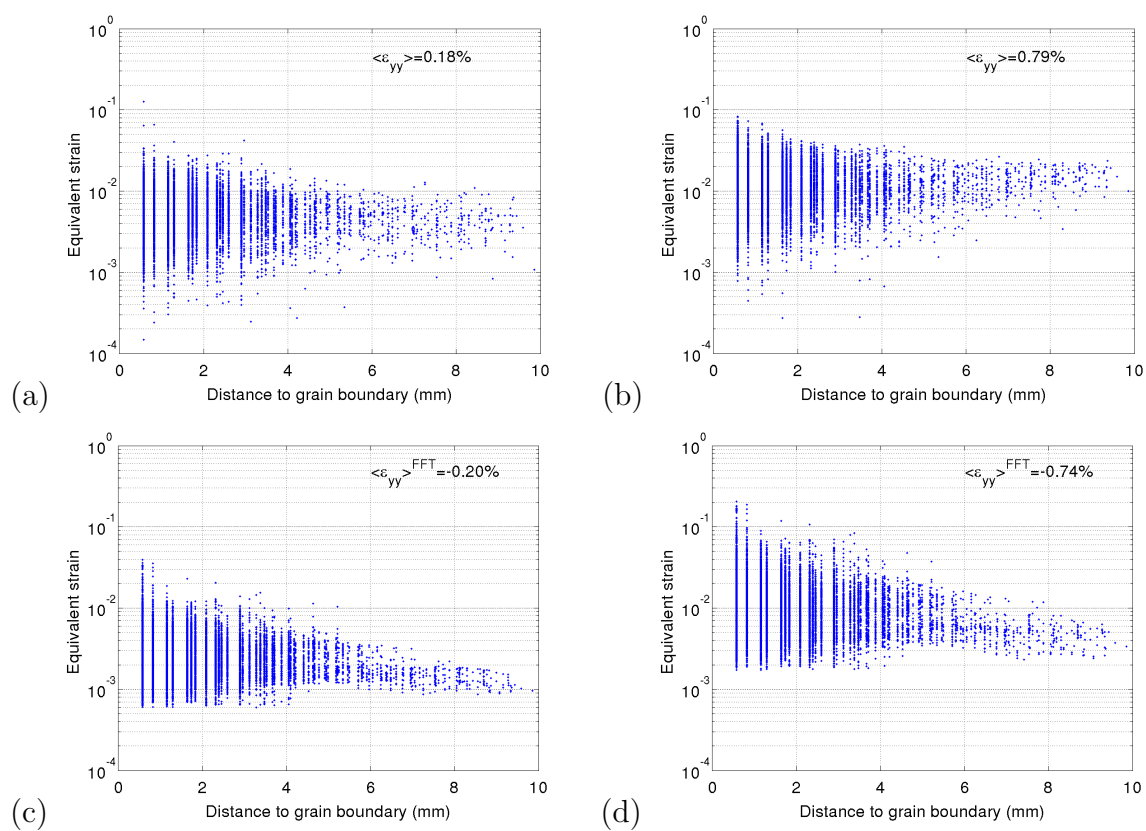 <ε_yy>=0.18%
10^0
10^-1
10^-2
10^-3
10^-4
Equivalent strain
0 2 4 6 8 10
Distance to grain boundary (mm)
(a)
<ε_yy>=0.79%
10^0
10^-1
10^-2
10^-3
10^-4
Equivalent strain
0 2 4 6 8 10
Distance to grain boundary (mm)
(b)
<ε_yy>^FFT=-0.20%
10^0
10^-1
10^-2
10^-3
10^-4
Equivalent strain
0 2 4 6 8 10
Distance to grain boundary (mm)
(c)
<ε_yy>^FFT=-0.74%
10^0
10^-1
10^-2
10^-3
10^-4
Equivalent strain
0 2 4 6 8 10
Distance to grain boundary (mm)
(d)